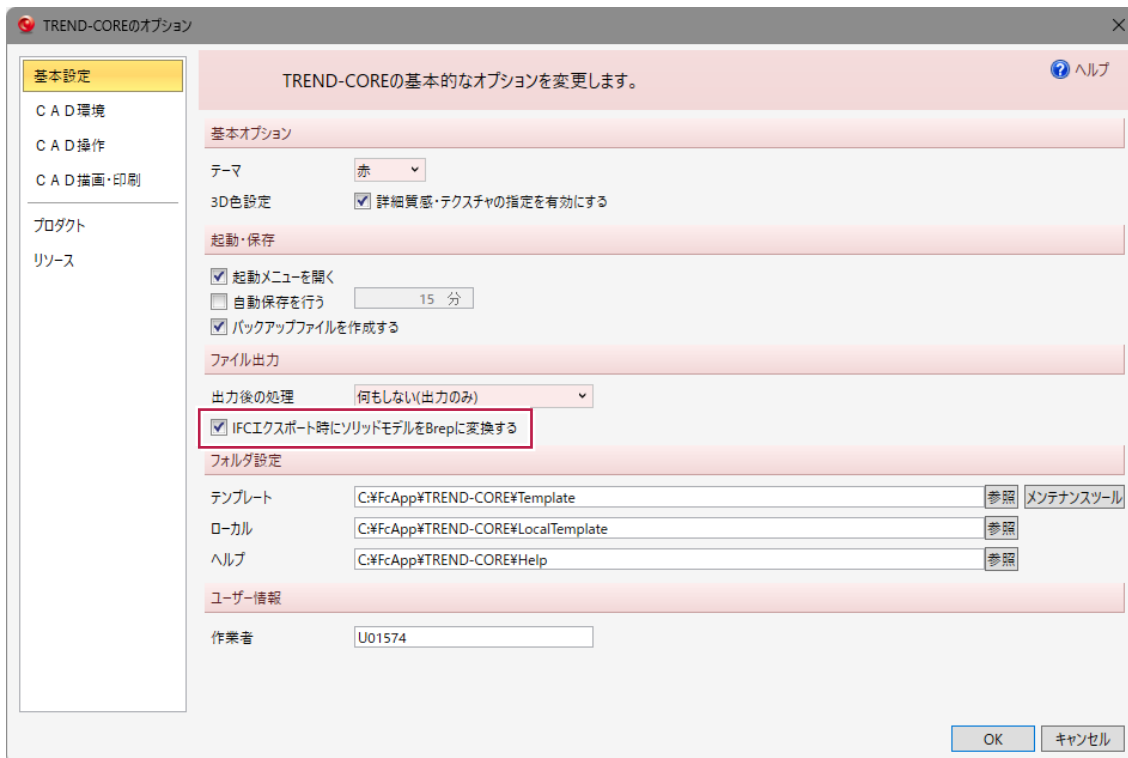 TREND-COREのオプション
基本設定
ＣＡＤ環境
ＣＡＤ操作
ＣＡＤ描画・印刷
プロダクト
リソース
TREND-COREの基本的なオプションを変更します。
ヘルプ
基本オプション
テーマ 赤
3D色設定 詳細質感・テクスチャの指定を有効にする
起動・保存
起動メニューを開く
自動保存を行う 15 分
バックアップファイルを作成する
ファイル出力
出力後の処理 何もしない(出力のみ)
IFCエクスポート時にソリッドモデルをBrepに変換する
フォルダ設定
テンプレート C:¥FcApp¥TREND-CORE¥Template 参照 メンテナンスツール
ローカル C:¥FcApp¥TREND-CORE¥LocalTemplate 参照
ヘルプ C:¥FcApp¥TREND-CORE¥Help 参照
ユーザー情報
作業者 U01574
OK キャンセル